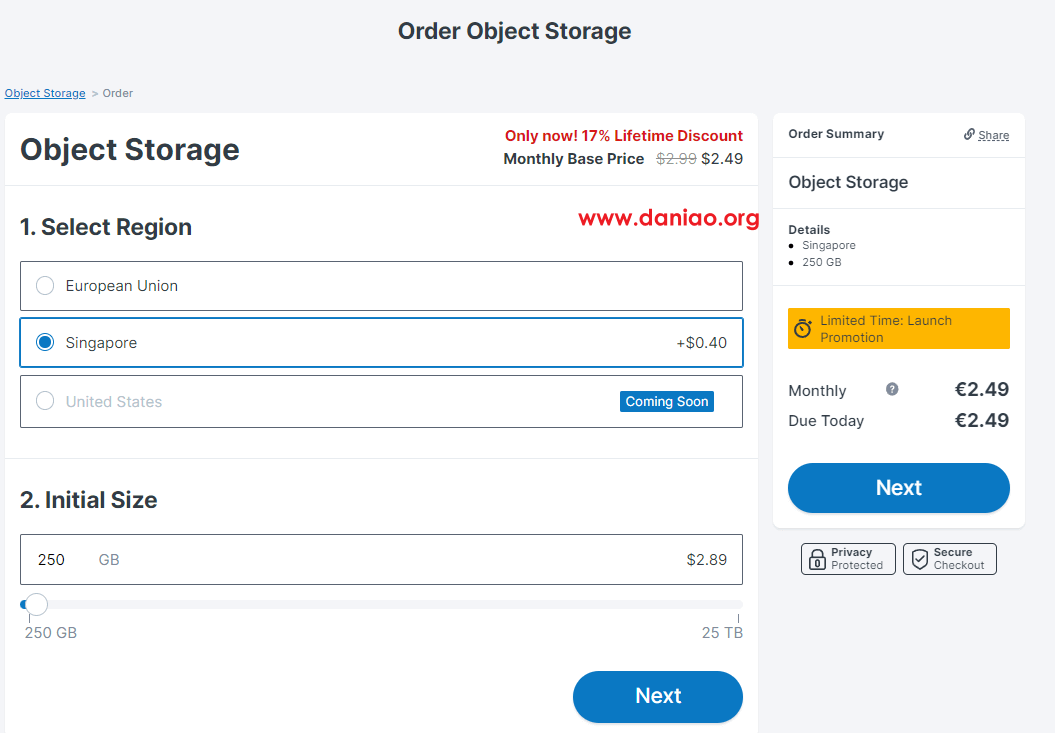 Order Object Storage
Object Storage > Order
Object Storage
Only now! 17% Lifetime Discount
Monthly Base Price $2.99 $2.49
1. Select Region
www.daniao.org
European Union
Singapore +$0.40
United States Coming Soon
2. Initial Size
250 GB $2.89
250 GB 25 TB
Next
Order Summary Share
Object Storage
Details
Singapore
250 GB
Limited Time: Launch
Promotion
Monthly ? €2.49
Due Today €2.49
Next
Privacy
Protected
Secure
Checkout